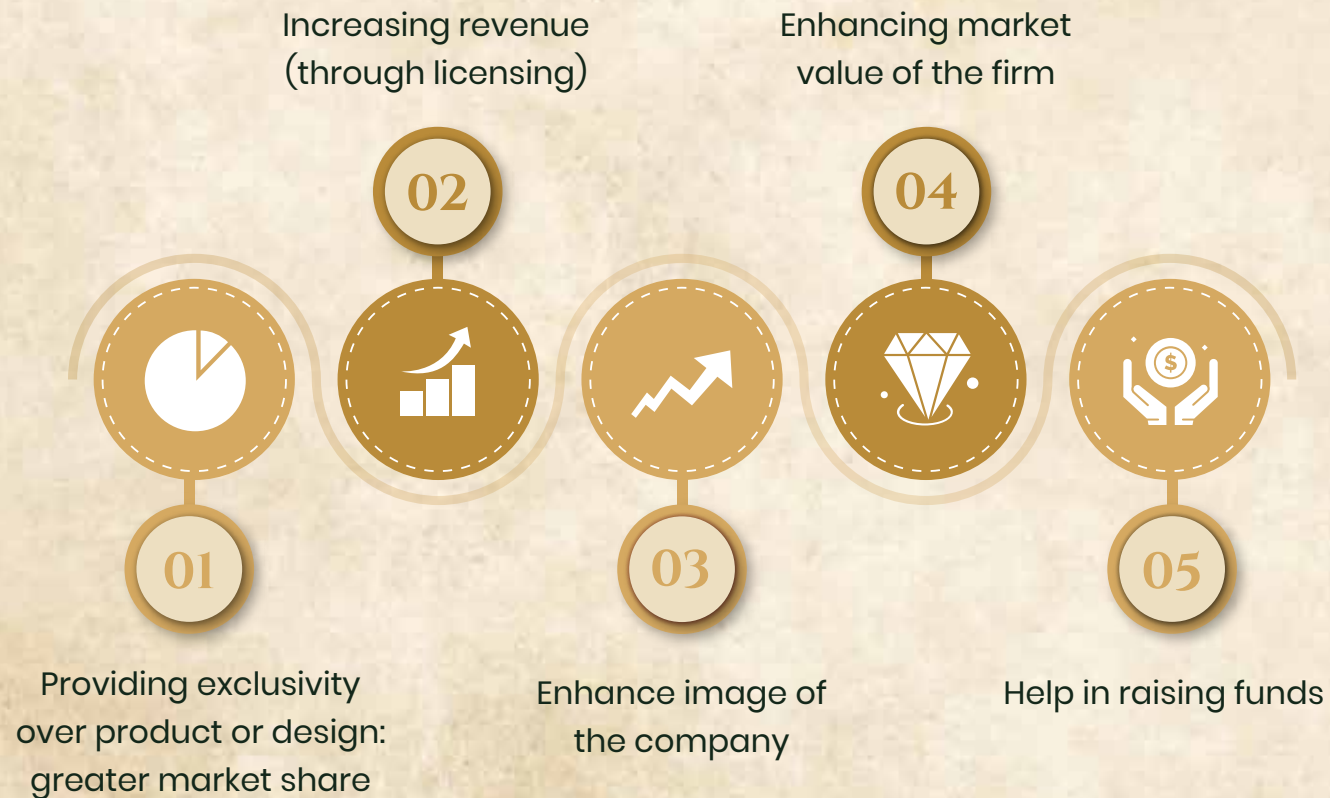 Increasing revenue
(through licensing)
Enhancing market
value of the firm
02
04
$
01
03
05
Providing exclusivity
over product or design:
greater market share
Enhance image of
the company
Help in raising funds